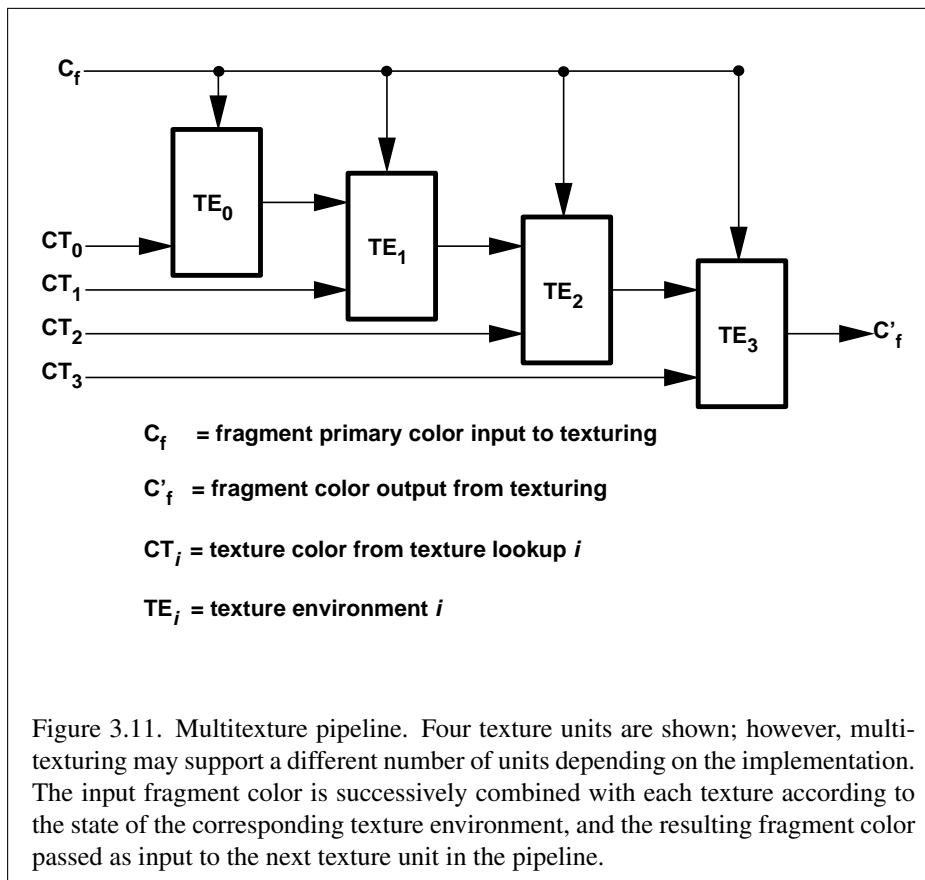 C_f
TE_0
TE_1
CT_0
CT_1
TE_2
CT_2
TE_3
C'_f
CT_3
C_f = fragment primary color input to texturing
C'_f = fragment color output from texturing
CT_i = texture color from texture lookup i
TE_i = texture environment i
Figure 3.11. Multitexture pipeline. Four texture units are shown; however, multi-
texturing may support a different number of units depending on the implementation.
The input fragment color is successively combined with each texture according to
the state of the corresponding texture environment, and the resulting fragment color
passed as input to the next texture unit in the pipeline.